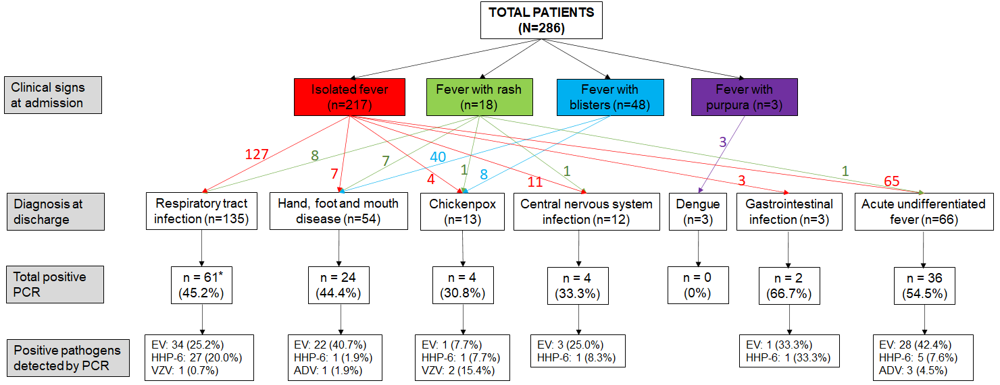 TOTAL PATIENTS
(N=286)
Clinical signs
at admission
Isolated fever
(n=217)
Fever with rash
(n=18)
Fever with
blisters (n=48)
Fever with
purpura (n=3)
127
8
7
7
40
4
1
8
11
1
3
3
1
65
Diagnosis at
discharge
Respiratory tract
infection (n=135)
Hand, foot and mouth
disease (n=54)
Chickenpox
(n=13)
Central nervous system
infection (n=12)
Dengue
(n=3)
Gastrointestinal
infection (n=3)
Acute undifferentiated
fever (n=66)
Total positive
PCR
n = 61*
(45.2%)
n = 24
(44.4%)
n = 4
(30.8%)
n = 4
(33.3%)
n = 0
(0%)
n = 2
(66.7%)
n = 36
(54.5%)
Positive pathogens
detected by PCR
EV: 34 (25.2%)
HHP-6: 27 (20.0%)
VZV: 1 (0.7%)
EV: 22 (40.7%)
HHP-6: 1 (1.9%)
ADV: 1 (1.9%)
EV: 1 (7.7%)
HHP-6: 1 (7.7%)
VZV: 2 (15.4%)
EV: 3 (25.0%)
HHP-6: 1 (8.3%)
EV: 1 (33.3%)
HHP-6: 1 (33.3%)
EV: 28 (42.4%)
HHP-6: 5 (7.6%)
ADV: 3 (4.5%)